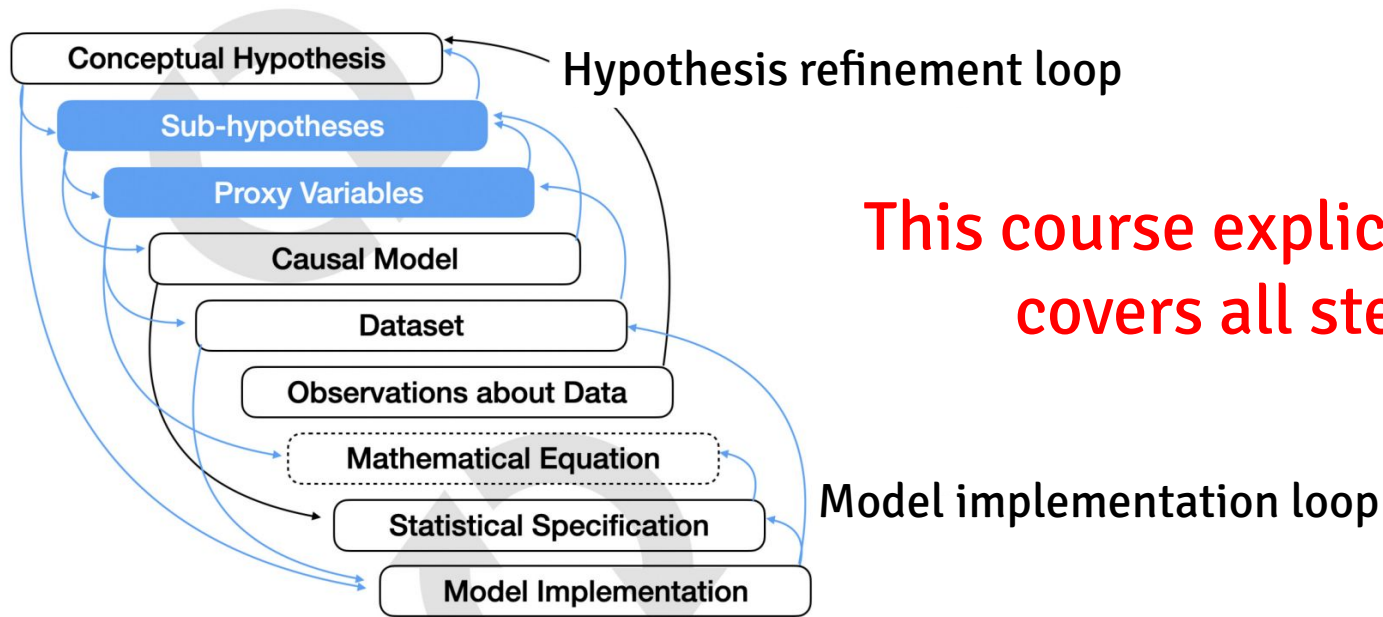 Conceptual Hypothesis
Hypothesis refinement loop
Sub-hypotheses
Proxy Variables
This course explic
Causal Model
covers all ste
Dataset
Observations about Data
Mathematical Equation
Model implementation loop
Statistical Specification
Model Implementation